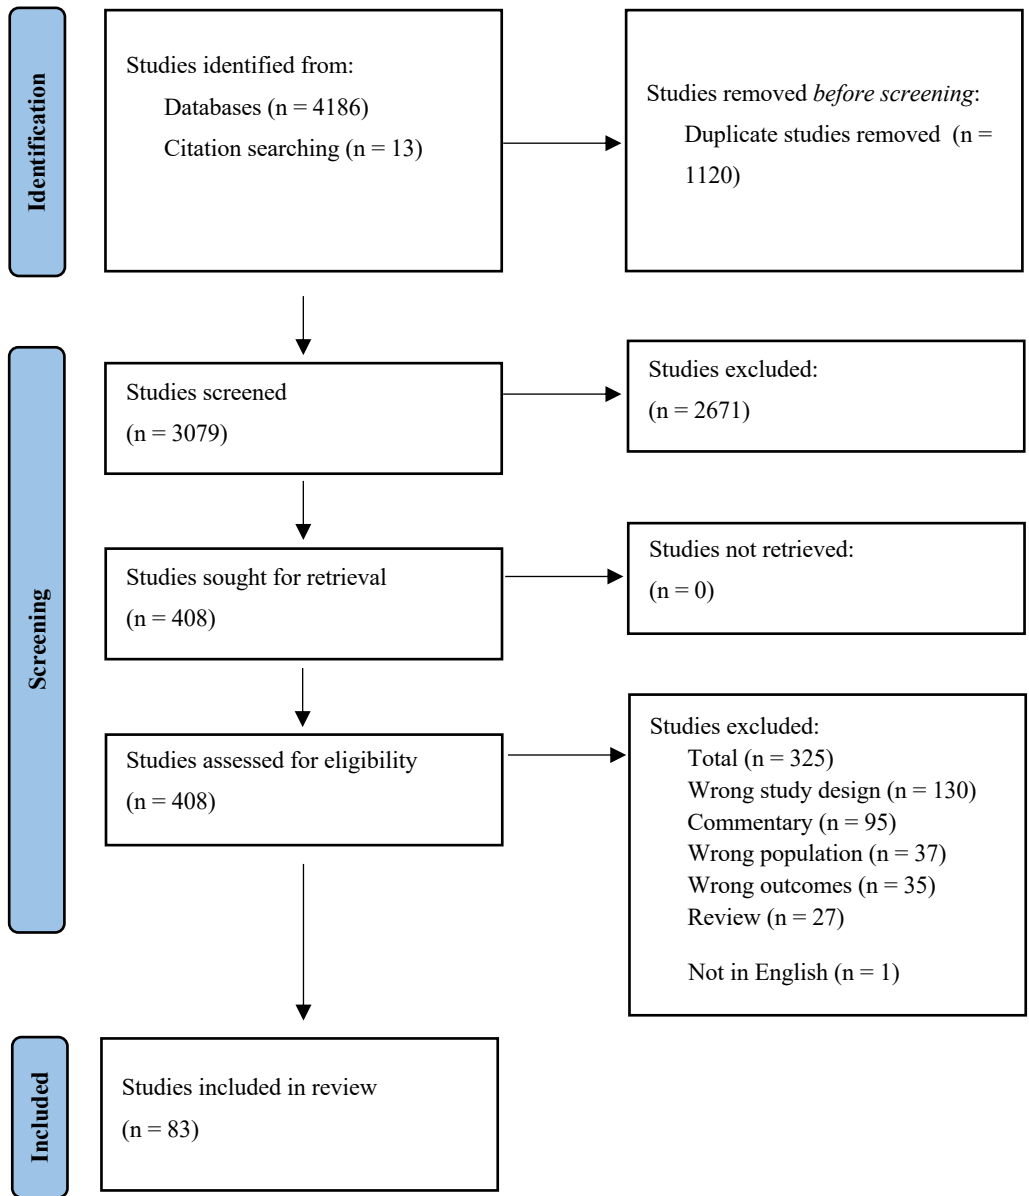 Identification
Studies identified from:
Databases (n = 4186)
Citation searching (n = 13)
Studies removed before screening:
Duplicate studies removed (n =
1120)
Screening
Studies screened
(n = 3079)
Studies excluded:
(n = 2671)
Studies sought for retrieval
(n = 408)
Studies not retrieved:
(n = 0)
Studies assessed for eligibility
(n = 408)
Studies excluded:
Total (n = 325)
Wrong study design (n = 130)
Commentary (n = 95)
Wrong population (n = 37)
Wrong outcomes (n = 35)
Review (n = 27)
Not in English (n = 1)
Included
Studies included in review
(n = 83)